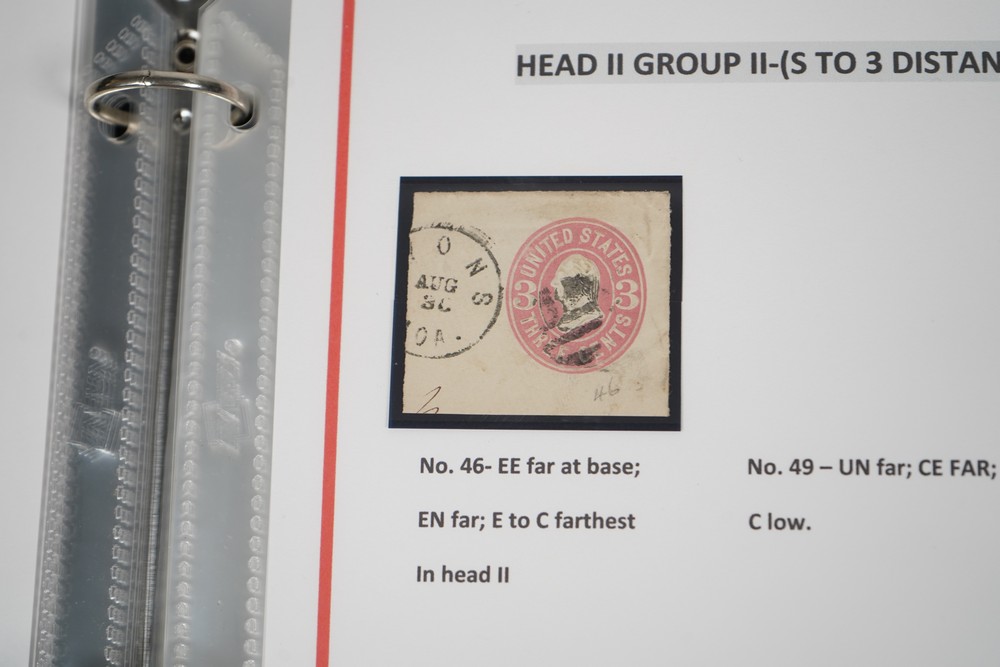 HEAD II GROUP II-(S TO 3 DISTAN
UNITED STATES
3 3
THREE CENTS
ONS
AUG
OA.
46
No. 46- EE far at base;
EN far; E to C farthest
In head II
No. 49 – UN far; CE FAR;
C low.